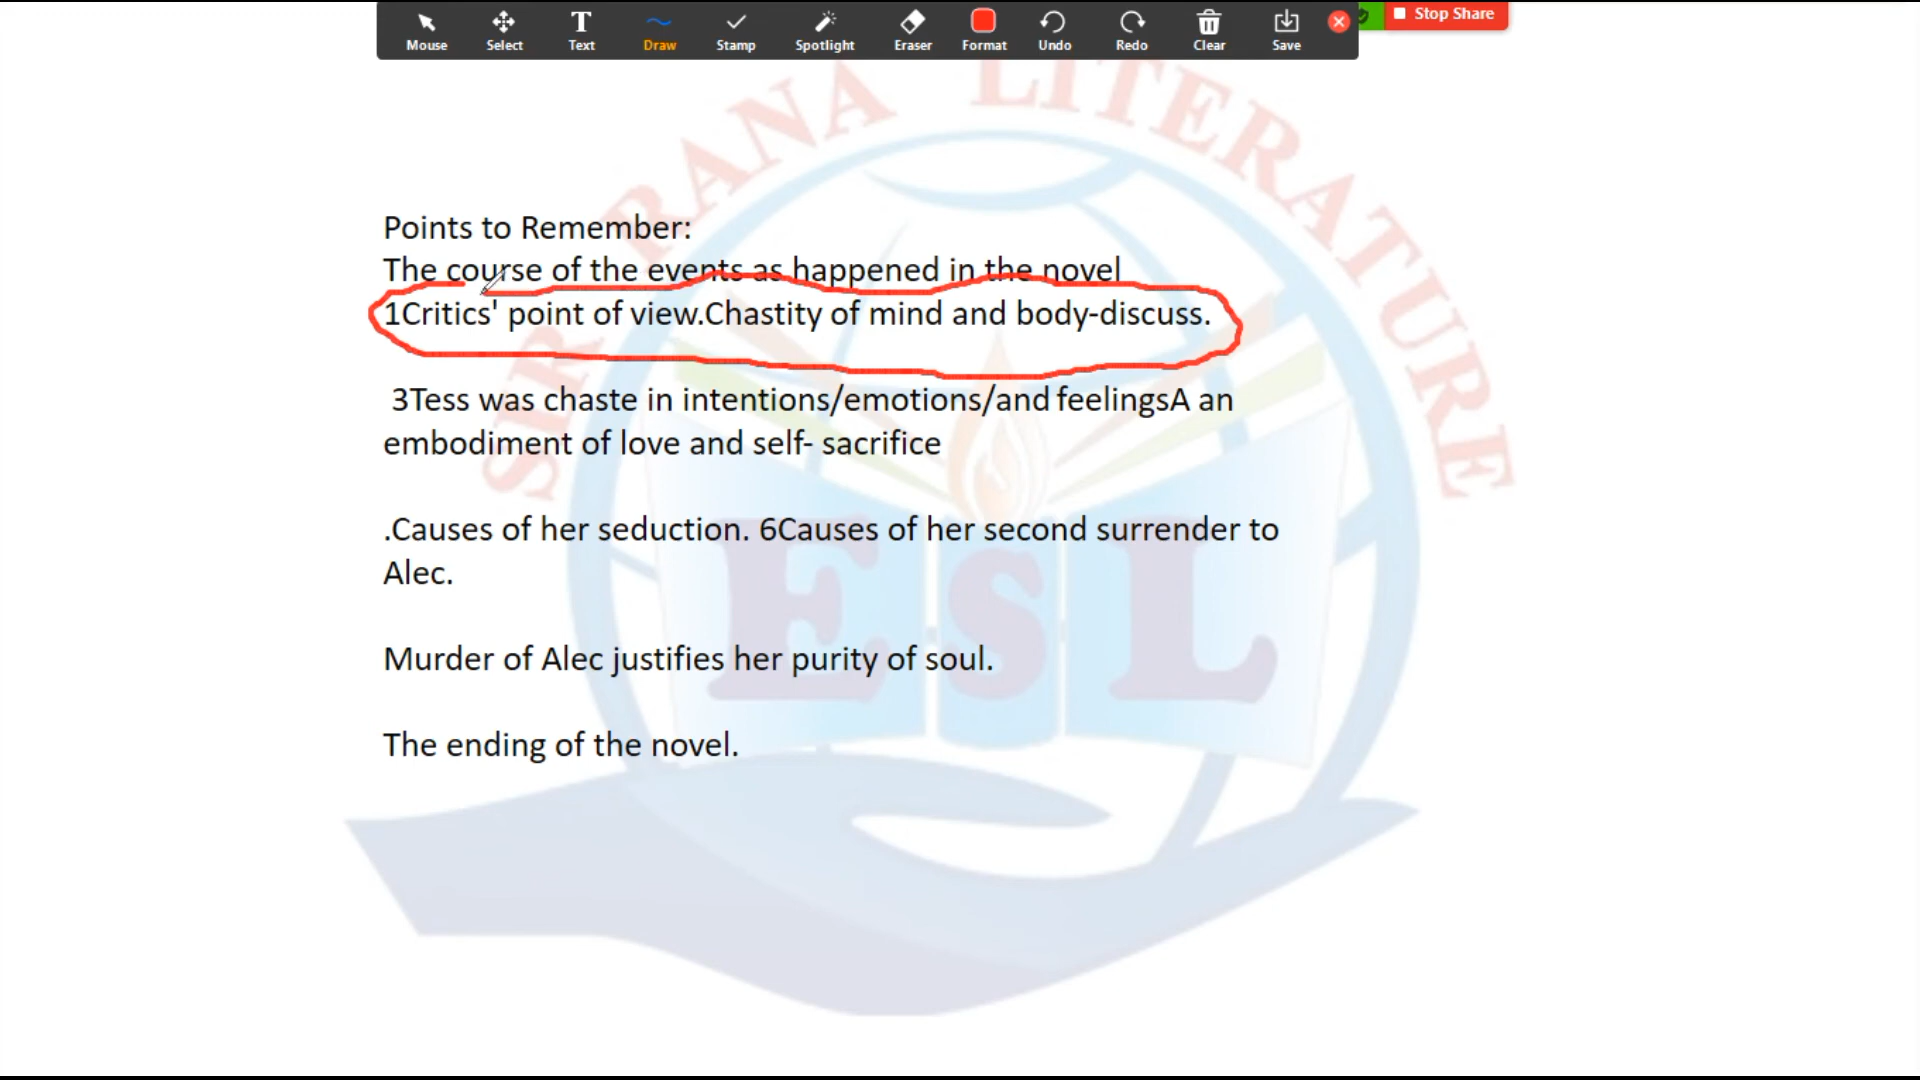 Mouse Select Text Draw Stamp Spotlight Eraser Format Undo Redo Clear Save Stop Share
SIR RANA LITERATURE
Points to Remember:
The course of the events as happened in the novel
1Critics' point of view.Chastity of mind and body-discuss.
3Tess was chaste in intentions/emotions/and feelingsA an
embodiment of love and self- sacrifice
.Causes of her seduction. 6Causes of her second surrender to
Alec.
Murder of Alec justifies her purity of soul.
The ending of the novel.
ESL